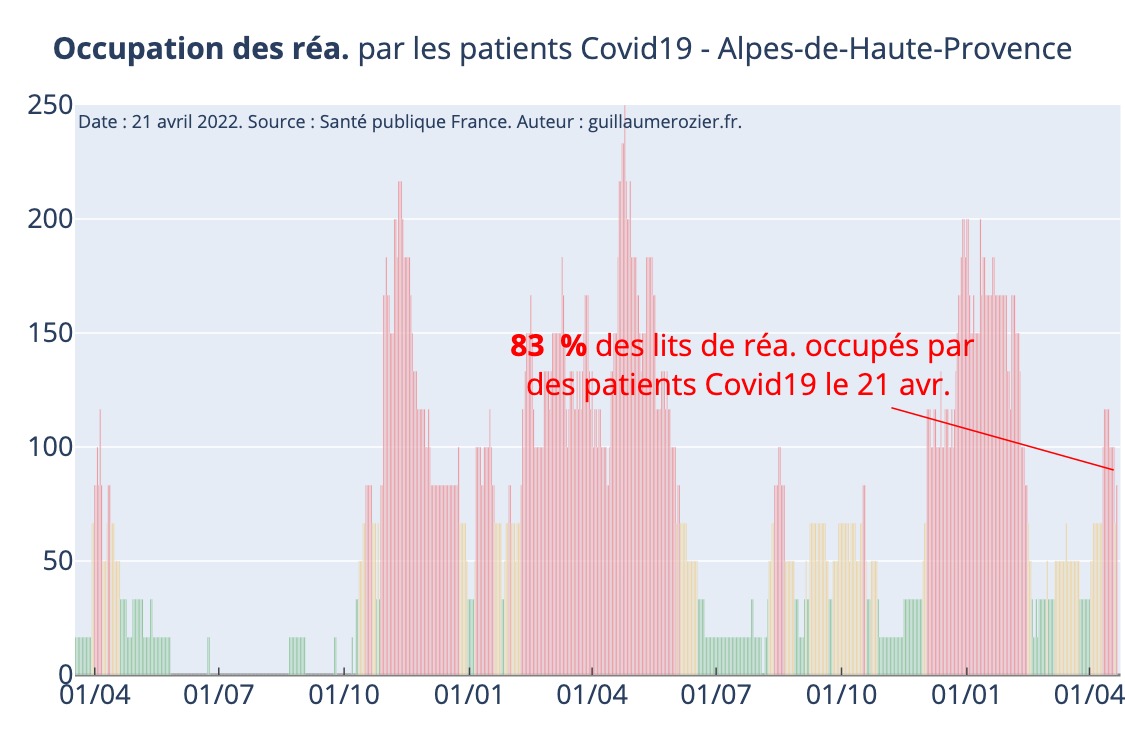 Occupation des réa. par les patients Covid19 - Alpes-de-Haute-Provence
250
Date : 21 avril 2022. Source : Santé publique France. Auteur : guillaumerozier.fr.
200
150
83 % des lits de réa. occupés par
des patients Covid19 le 21 avr.
100
50
0
01/04 01/07 01/10 01/01 01/04 01/07 01/10 01/01 01/04